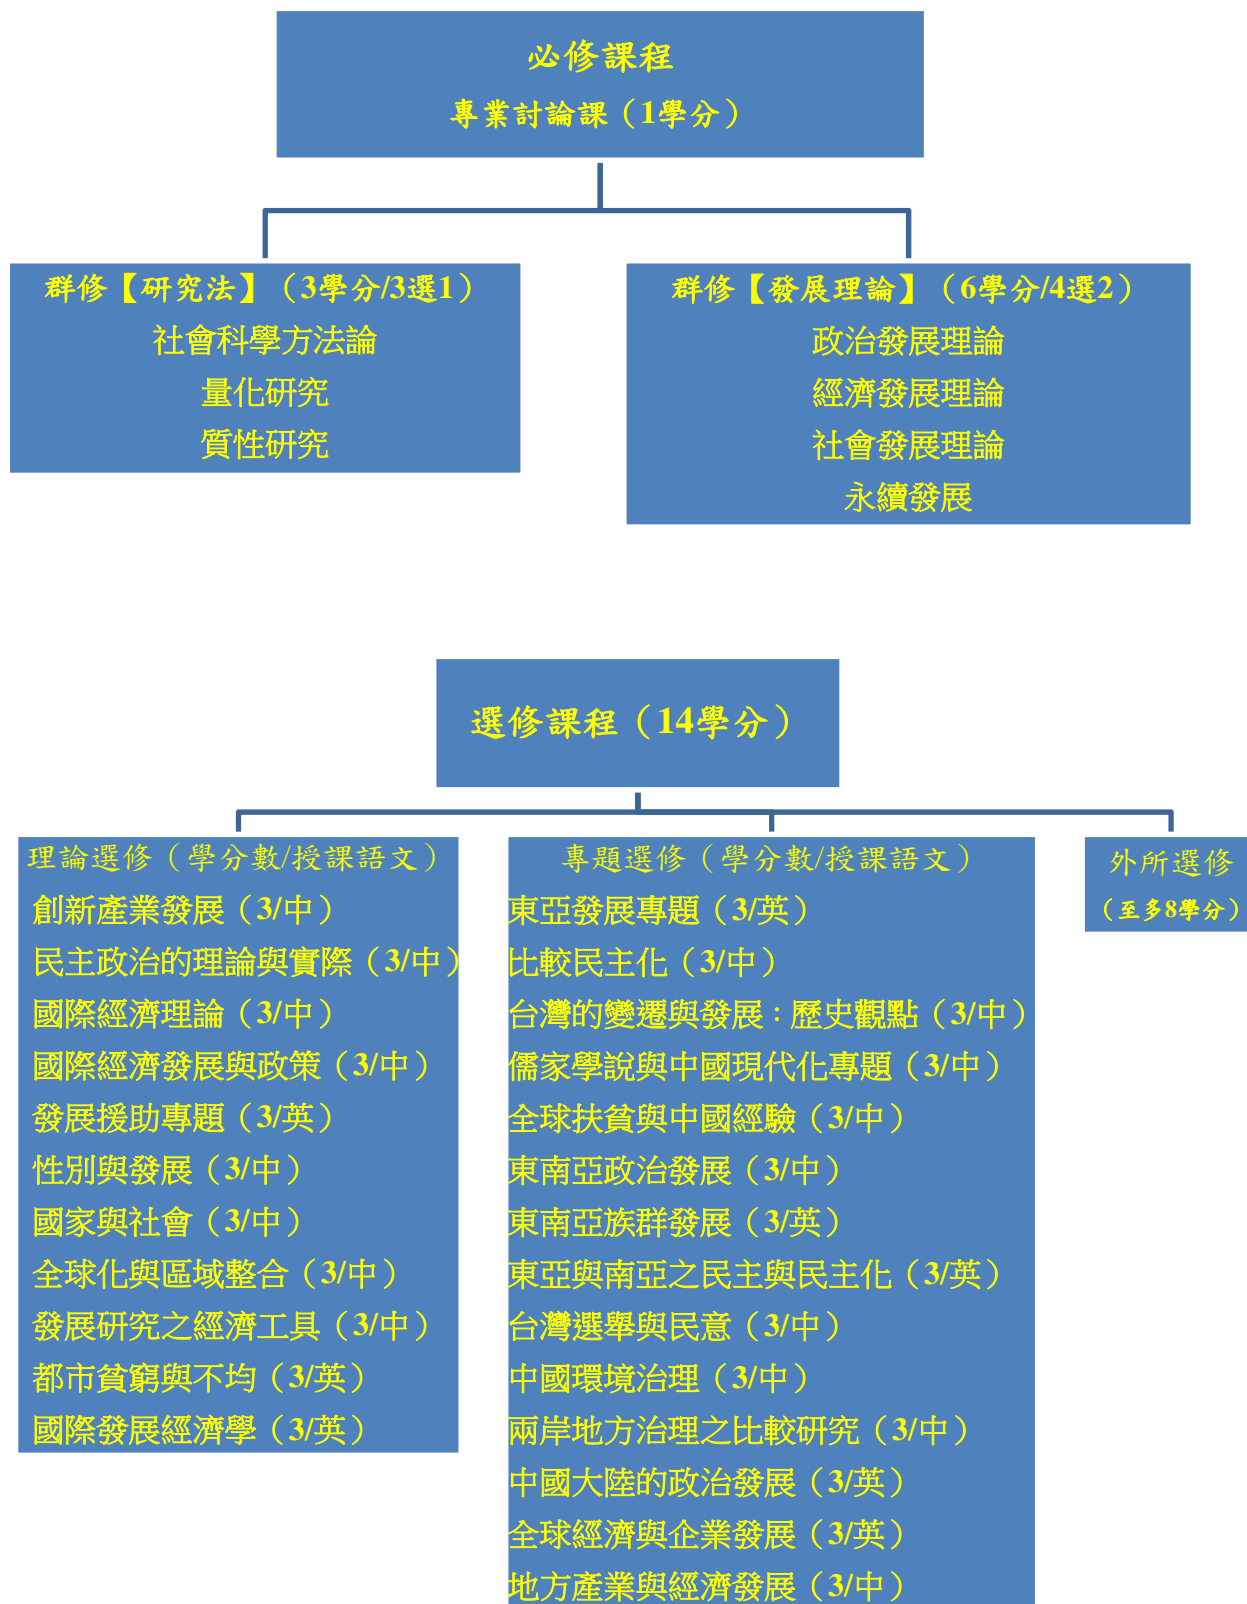 必修課程
專業討論課（1學分）
群修【研究法】（3學分/3選1）
社會科學方法論
量化研究
質性研究
群修【發展理論】（6學分/4選2）
政治發展理論
經濟發展理論
社會發展理論
永續發展
選修課程（14學分）
理論選修（學分數/授課語文）
創新產業發展（3/中）
民主政治的理論與實際（3/中）
國際經濟理論（3/中）
國際經濟發展與政策（3/中）
發展援助專題（3/英）
性別與發展（3/中）
國家與社會（3/中）
全球化與區域整合（3/中）
發展研究之經濟工具（3/中）
都市貧窮與不均（3/英）
國際發展經濟學（3/英）
專題選修（學分數/授課語文）
東亞發展專題（3/英）
比較民主化（3/中）
台灣的變遷與發展：歷史觀點（3/中）
儒家學說與中國現代化專題（3/中）
全球扶貧與中國經驗（3/中）
東南亞政治發展（3/中）
東南亞族群發展（3/英）
東亞與南亞之民主與民主化（3/英）
台灣選舉與民意（3/中）
中國環境治理（3/中）
兩岸地方治理之比較研究（3/中）
中國大陸的政治發展（3/英）
全球經濟與企業發展（3/英）
地方產業與經濟發展（3/中）
外所選修
（至多8學分）